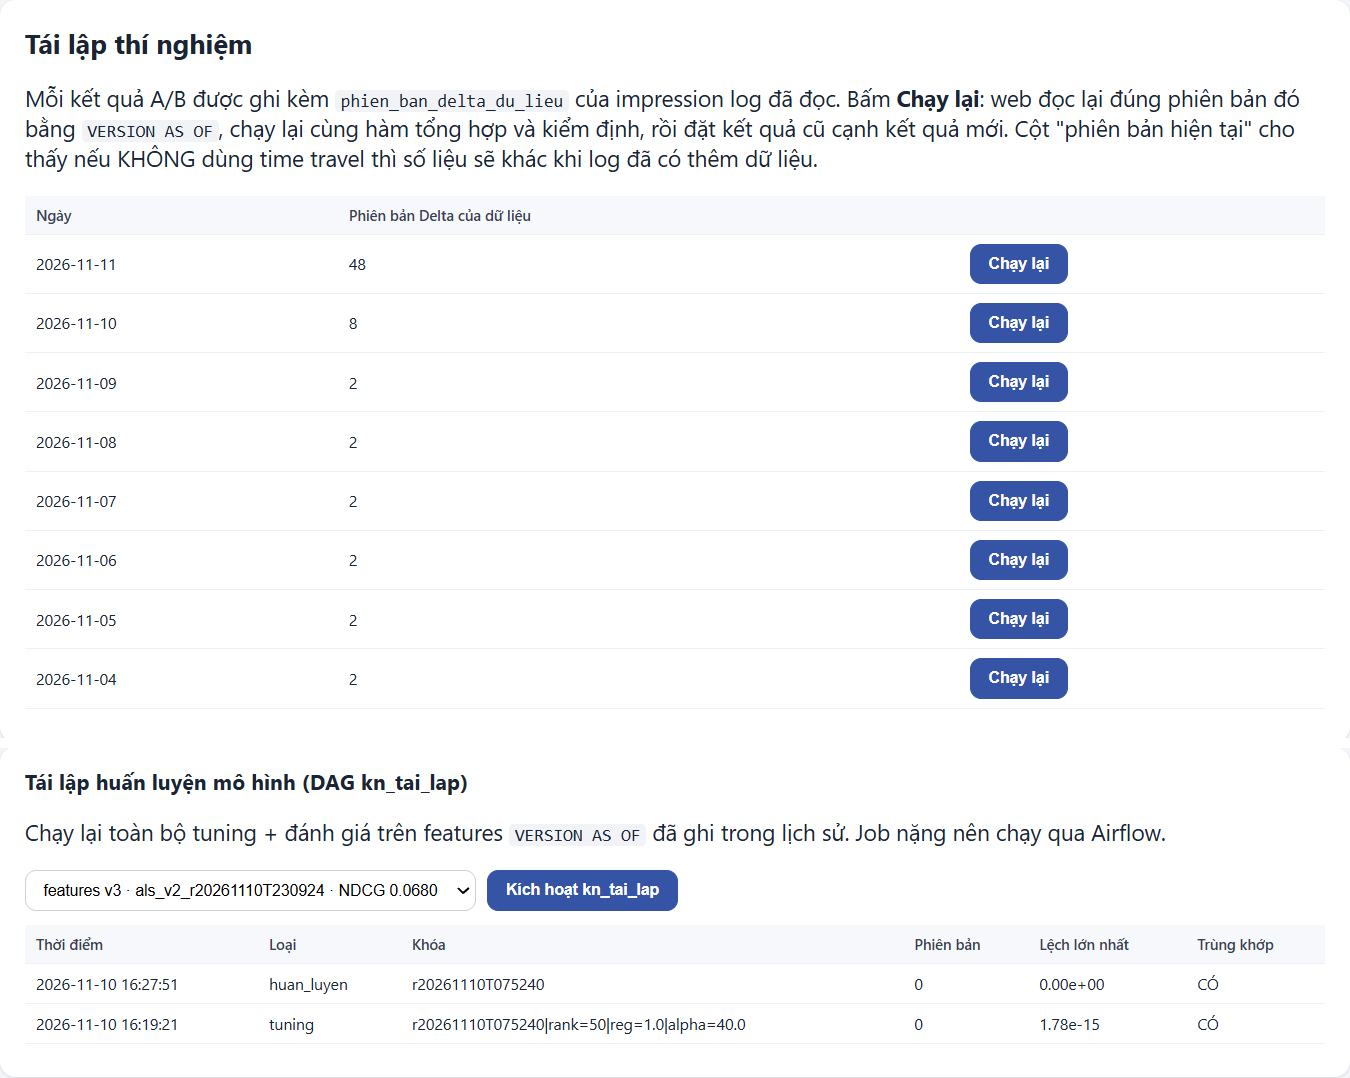 Tái lập thí nghiệm
Mỗi kết quả A/B được ghi kèm phien_ban_delta_du_lieu của impression log đã đọc. Bấm Chạy lại: web đọc lại đúng phiên bản đó
bằng VERSION AS OF, chạy lại cùng hàm tổng hợp và kiểm định, rồi đặt kết quả cũ cạnh kết quả mới. Cột "phiên bản hiện tại" cho
thấy nếu KHÔNG dùng time travel thì số liệu sẽ khác khi log đã có thêm dữ liệu.
Ngày Phiên bản Delta của dữ liệu
2026-11-11 48 Chạy lại
2026-11-10 8 Chạy lại
2026-11-09 2 Chạy lại
2026-11-08 2 Chạy lại
2026-11-07 2 Chạy lại
2026-11-06 2 Chạy lại
2026-11-05 2 Chạy lại
2026-11-04 2 Chạy lại
Tái lập huấn luyện mô hình (DAG kn_tai_lap)
Chạy lại toàn bộ tuning + đánh giá trên features VERSION AS OF đã ghi trong lịch sử. Job nặng nên chạy qua Airflow.
features v3 · als_v2_r20261110T230924 · NDCG 0.0680 Kích hoạt kn_tai_lap
Thời điểm Loại Khóa Phiên bản Lệch lớn nhất Trùng khớp
2026-11-10 16:27:51 huan_luyen r20261110T075240 0 0.00e+00 CÓ
2026-11-10 16:19:21 tuning r20261110T075240|rank=50|reg=1.0|alpha=40.0 0 1.78e-15 CÓ